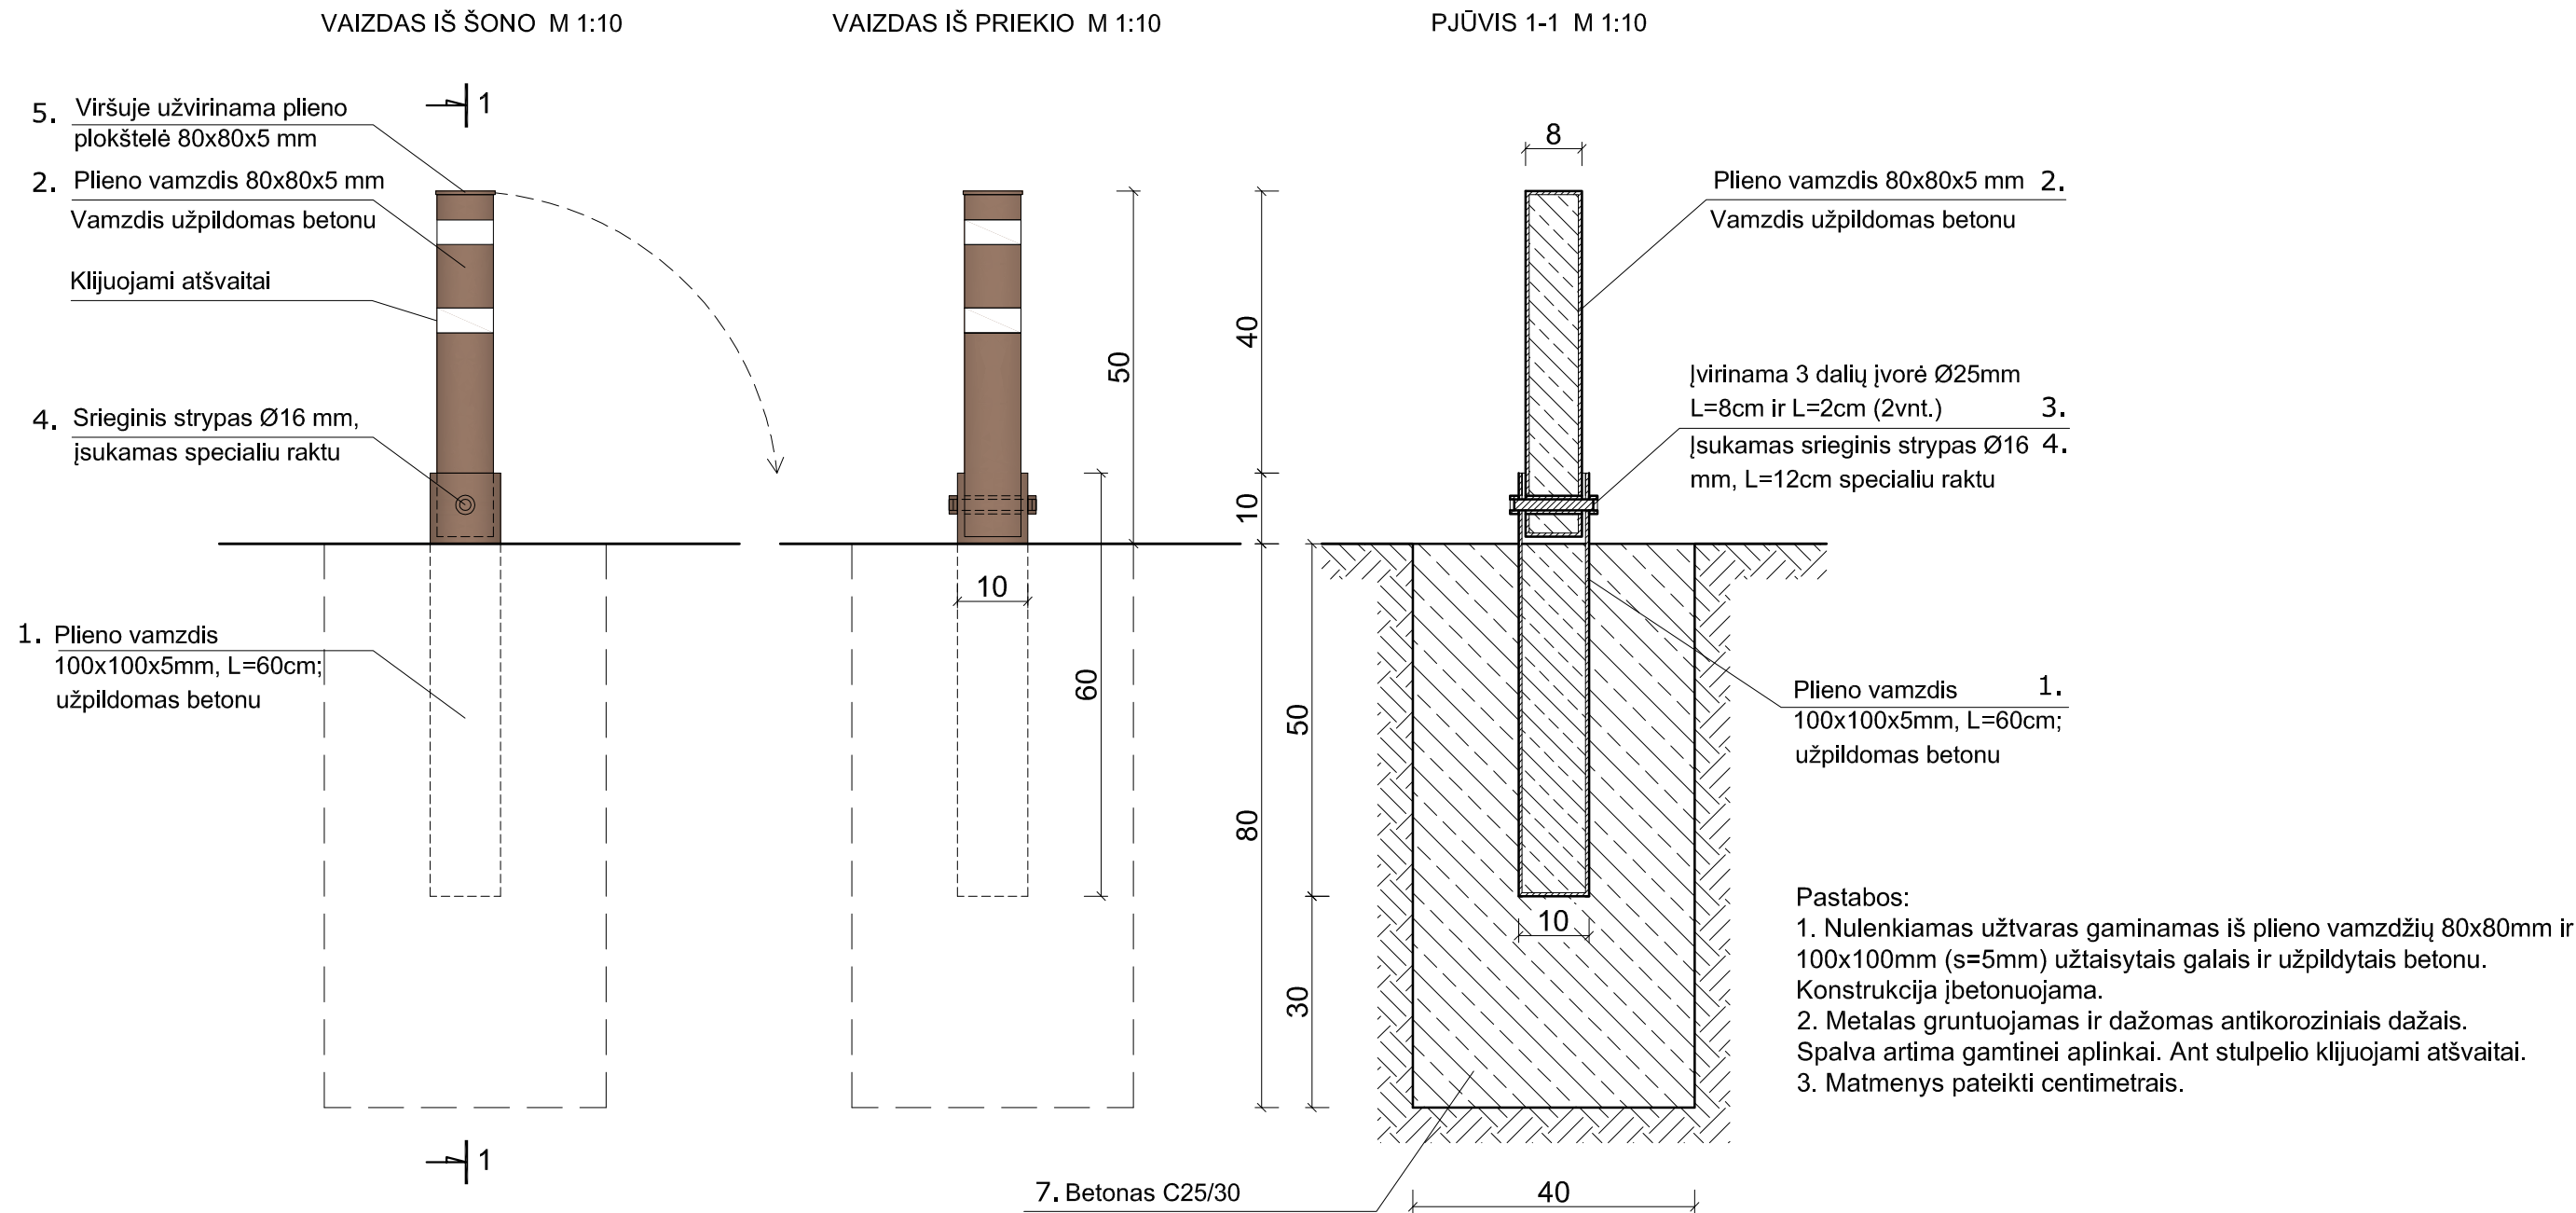 VAIZDAS IŠ ŠONO  M 1:10
VAIZDAS IŠ PRIEKIO  M 1:10
PJŪVIS 1-1  M 1:10
1
5. Viršuje užvirinama plieno
plokštelė 80x80x5 mm
2. Plieno vamzdis 80x80x5 mm
Vamzdis užpildomas betonu
Klijuojami atšvaitai
4. Srieginis strypas Ø16 mm,
įsukamas specialiu raktu
1. Plieno vamzdis
100x100x5mm, L=60cm;
užpildomas betonu
1
10
50
60
40
10
80
50
30
8
10
40
Plieno vamzdis 80x80x5 mm 2.
Vamzdis užpildomas betonu
Įvirinama 3 dalių įvorė Ø25mm
L=8cm ir L=2cm (2vnt.) 3.
Įsukamas srieginis strypas Ø16 4.
mm, L=12cm specialiu raktu
Plieno vamzdis 1.
100x100x5mm, L=60cm;
užpildomas betonu
7. Betonas C25/30
Pastabos:
1. Nulenkiamas užtvaras gaminamas iš plieno vamzdžių 80x80mm ir
100x100mm (s=5mm) užtaisytais galais ir užpildytais betonu.
Konstrukcija įbetonuojama.
2. Metalas gruntuojamas ir dažomas antikoroziniais dažais.
Spalva artima gamtinei aplinkai. Ant stulpelio klijuojami atšvaitai.
3. Matmenys pateikti centimetrais.